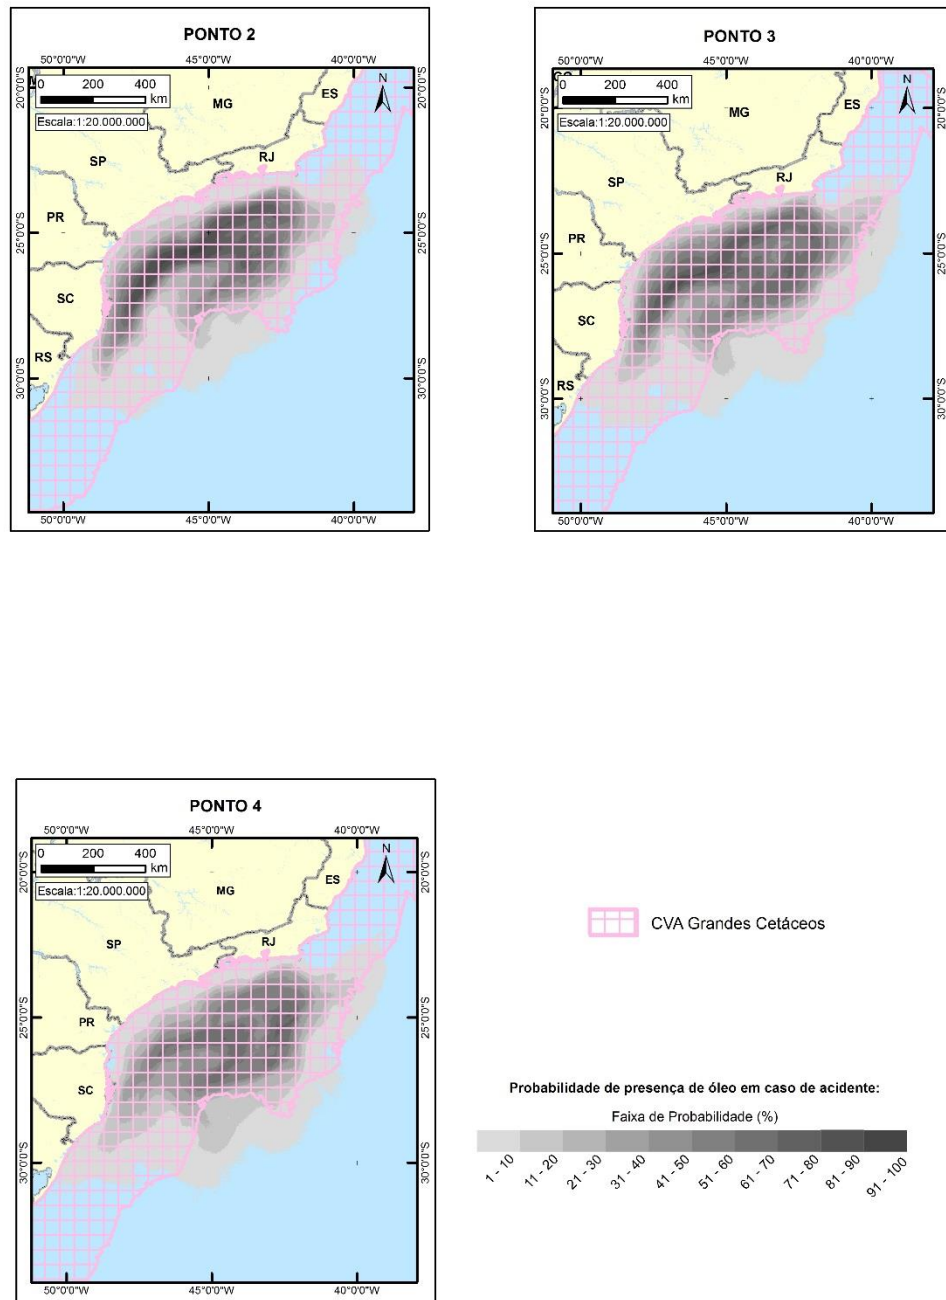 PONTO 2
50°0'0"W 45°0'0"W 40°0'0"W
0 200 400
km
Escala:1:20.000.000
N
MG
ES
SP
RJ
PR
SC
RS
20°0'0"S
25°0'0"S
30°0'0"S
20°0'0"S
25°0'0"S
30°0'0"S
50°0'0"W 45°0'0"W 40°0'0"W
PONTO 3
50°0'0"W 45°0'0"W 40°0'0"W
0 200 400
km
Escala:1:20.000.000
N
MG
ES
SP
RJ
PR
SC
RS
20°0'0"S
25°0'0"S
30°0'0"S
20°0'0"S
25°0'0"S
30°0'0"S
50°0'0"W 45°0'0"W 40°0'0"W
PONTO 4
50°0'0"W 45°0'0"W 40°0'0"W
0 200 400
km
Escala:1:20.000.000
N
MG
ES
SP
RJ
PR
SC
RS
20°0'0"S
25°0'0"S
30°0'0"S
20°0'0"S
25°0'0"S
30°0'0"S
50°0'0"W 45°0'0"W 40°0'0"W
CVA Grandes Cetáceos
Probabilidade de presença de óleo em caso de acidente:
Faixa de Probabilidade (%)
1 - 10 11 - 20 21 - 30 31 - 40 41 - 50 51 - 60 61 - 70 71 - 80 81 - 90 91 - 100